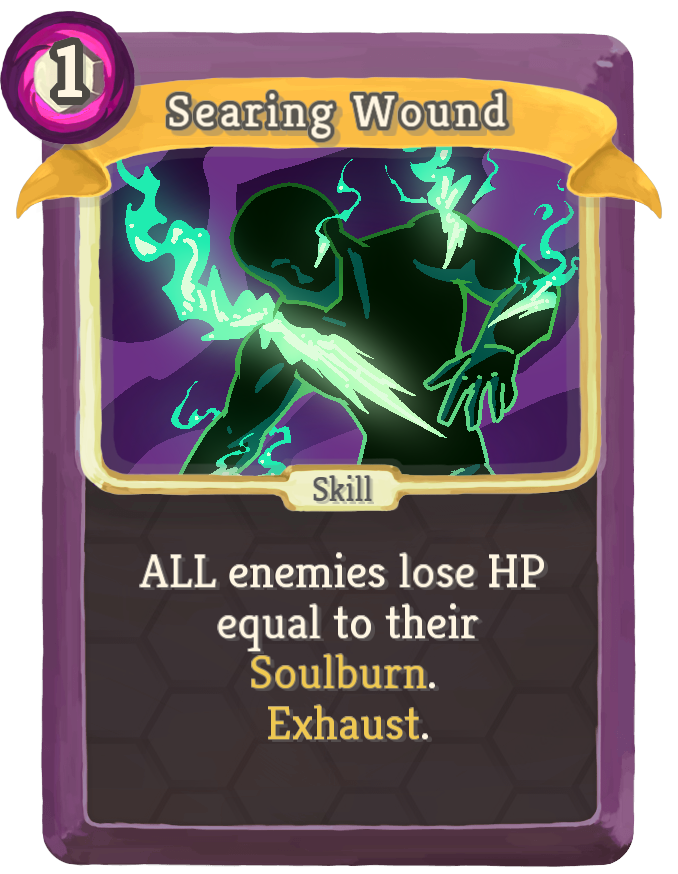 1
Searing Wound
Skill
ALL enemies lose HP
equal to their
Soulburn.
Exhaust.